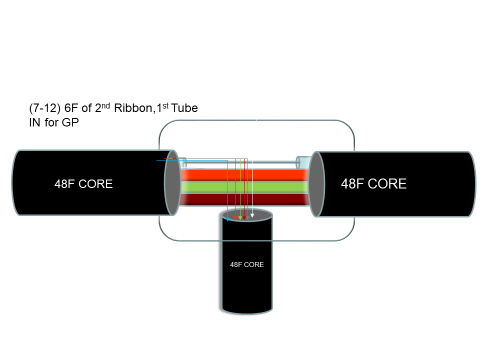 (7-12) 6F of 2nd Ribbon,1st Tube
IN for GP
48F CORE
48F CORE
48F CORE